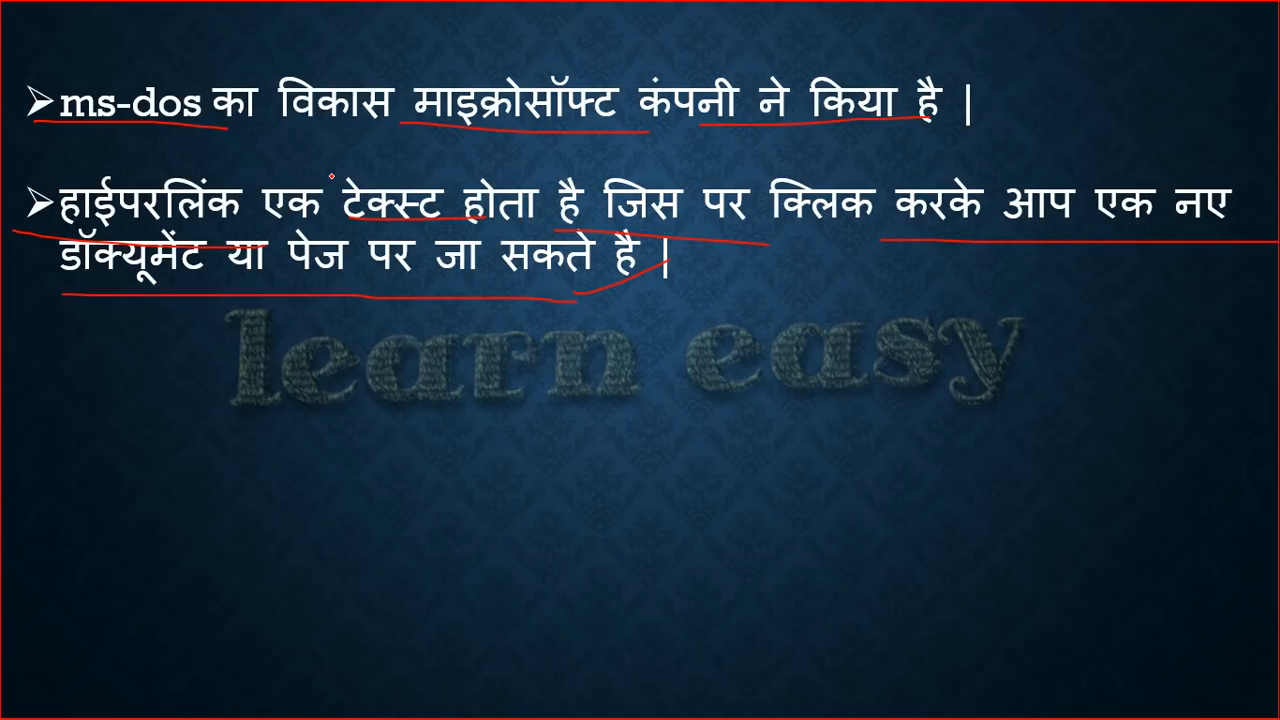 ➢ms-dos का विकास माइक्रोसॉफ्ट कंपनी ने किया है |
➢हाईपरलिंक एक टेक्स्ट होता है जिस पर क्लिक करके आप एक नए
डॉक्यूमेंट या पेज पर जा सकते है |
learn easy